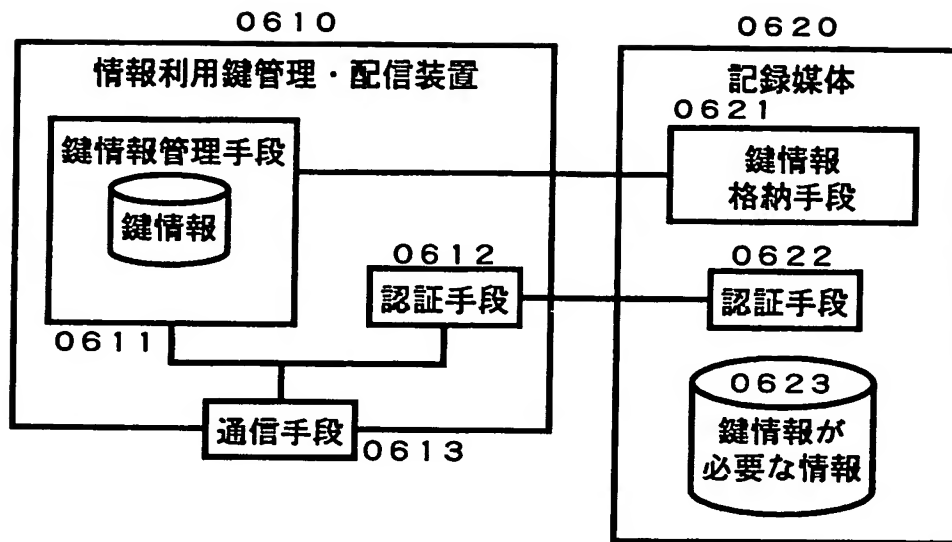 0610
情報利用鍵管理・配信装置
鍵情報管理手段
鍵情報
0611
0612
認証手段
通信手段
0613
0620
記録媒体
0621
鍵情報
格納手段
0622
認証手段
0623
鍵情報が
必要な情報